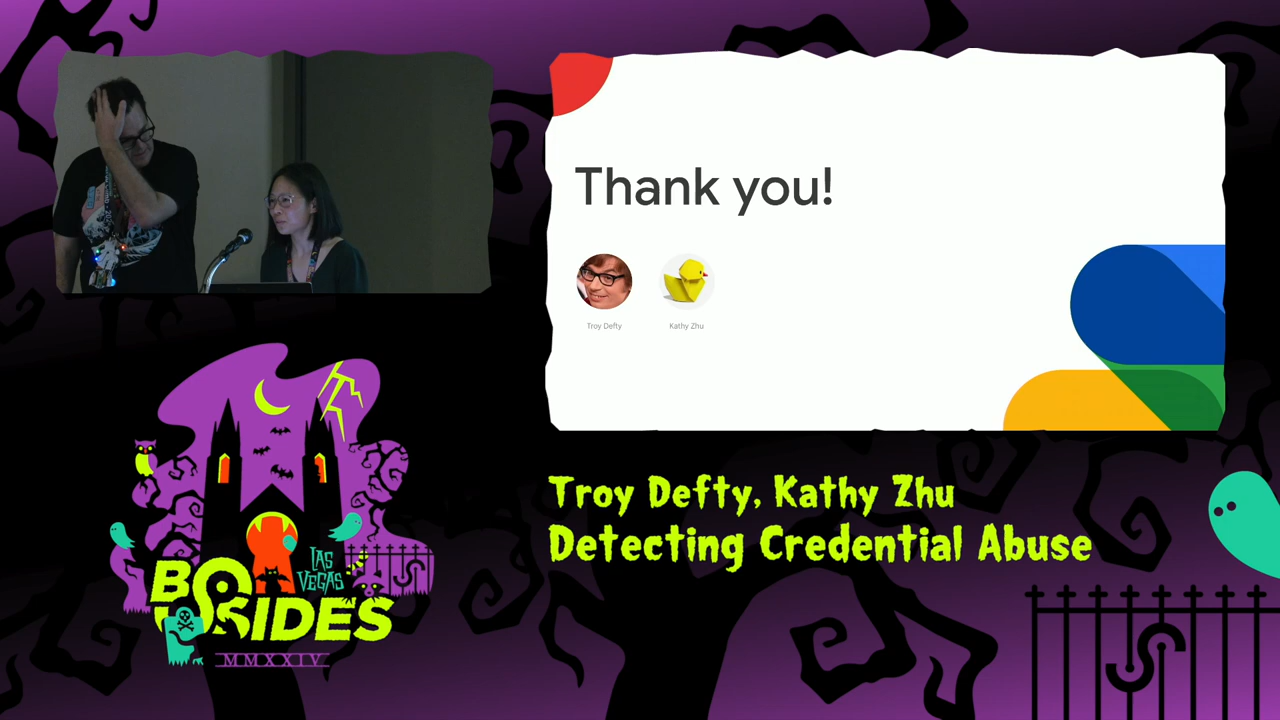 Thank you!
Troy Defty
Kathy Zhu
Troy Defty, Kathy Zhu
Detecting Credential Abuse
LAS
VEGAS
BSIDES
MMXXIV